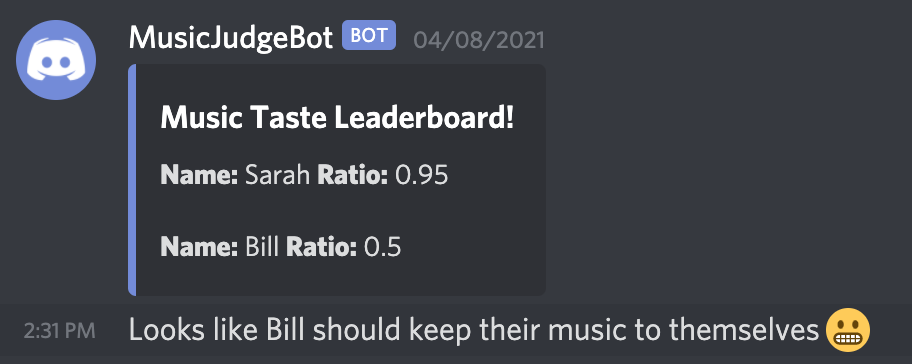 MusicJudgeBot BOT 04/08/2021
Music Taste Leaderboard!
Name: Sarah Ratio: 0.95
Name: Bill Ratio: 0.5
2:31 PM Looks like Bill should keep their music to themselves 😬